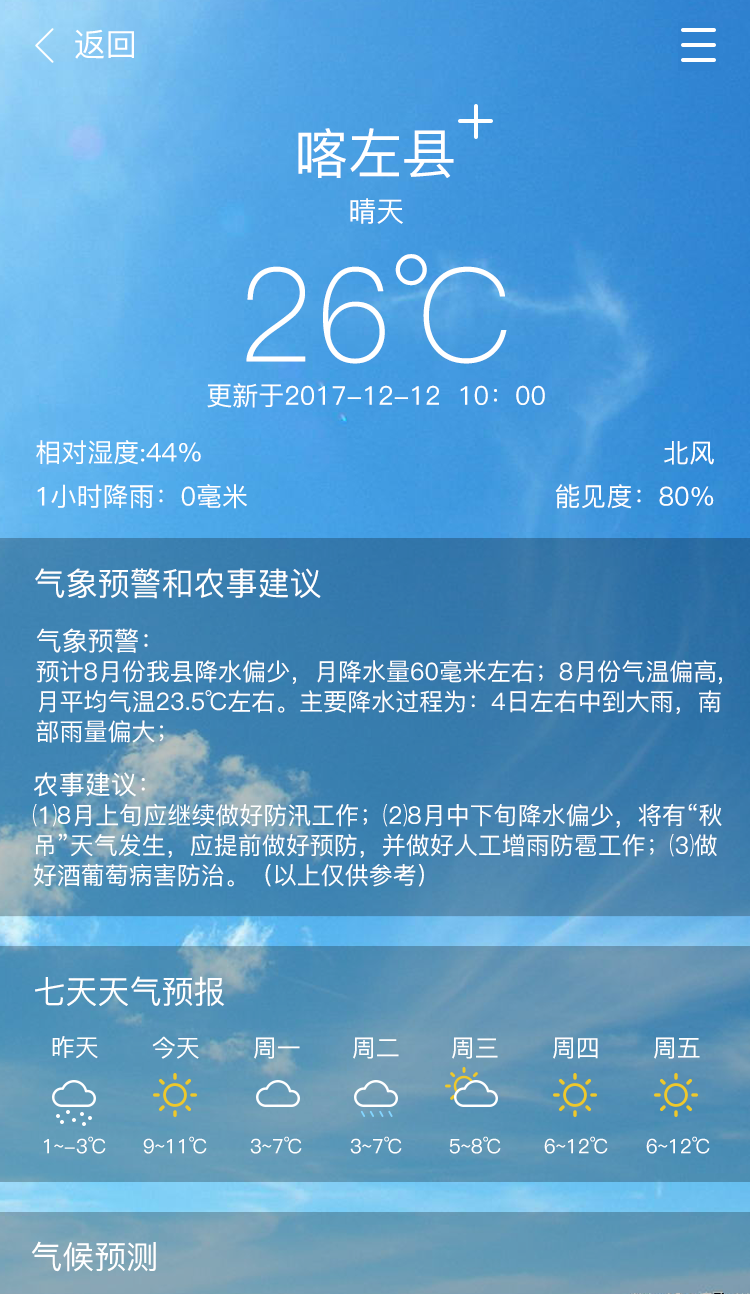 返回
喀左县
晴天
26℃
更新于2017-12-12 10：00
相对湿度:44%
北风
1小时降雨：0毫米
能见度：80%
气象预警和农事建议
气象预警：
预计8月份我县降水偏少，月降水量60毫米左右；8月份气温偏高,
月平均气温23.5℃左右。主要降水过程为：4日左右中到大雨，南
部雨量偏大；
农事建议：
⑴8月上旬应继续做好防汛工作；⑵8月中下旬降水偏少，将有“秋
吊”天气发生，应提前做好预防，并做好人工增雨防雹工作；⑶做
好酒葡萄病害防治。（以上仅供参考）
七天天气预报
昨天 今天 周一 周二 周三 周四 周五
1~-3℃ 9~11℃ 3~7℃ 3~7℃ 5~8℃ 6~12℃ 6~12℃
气候预测